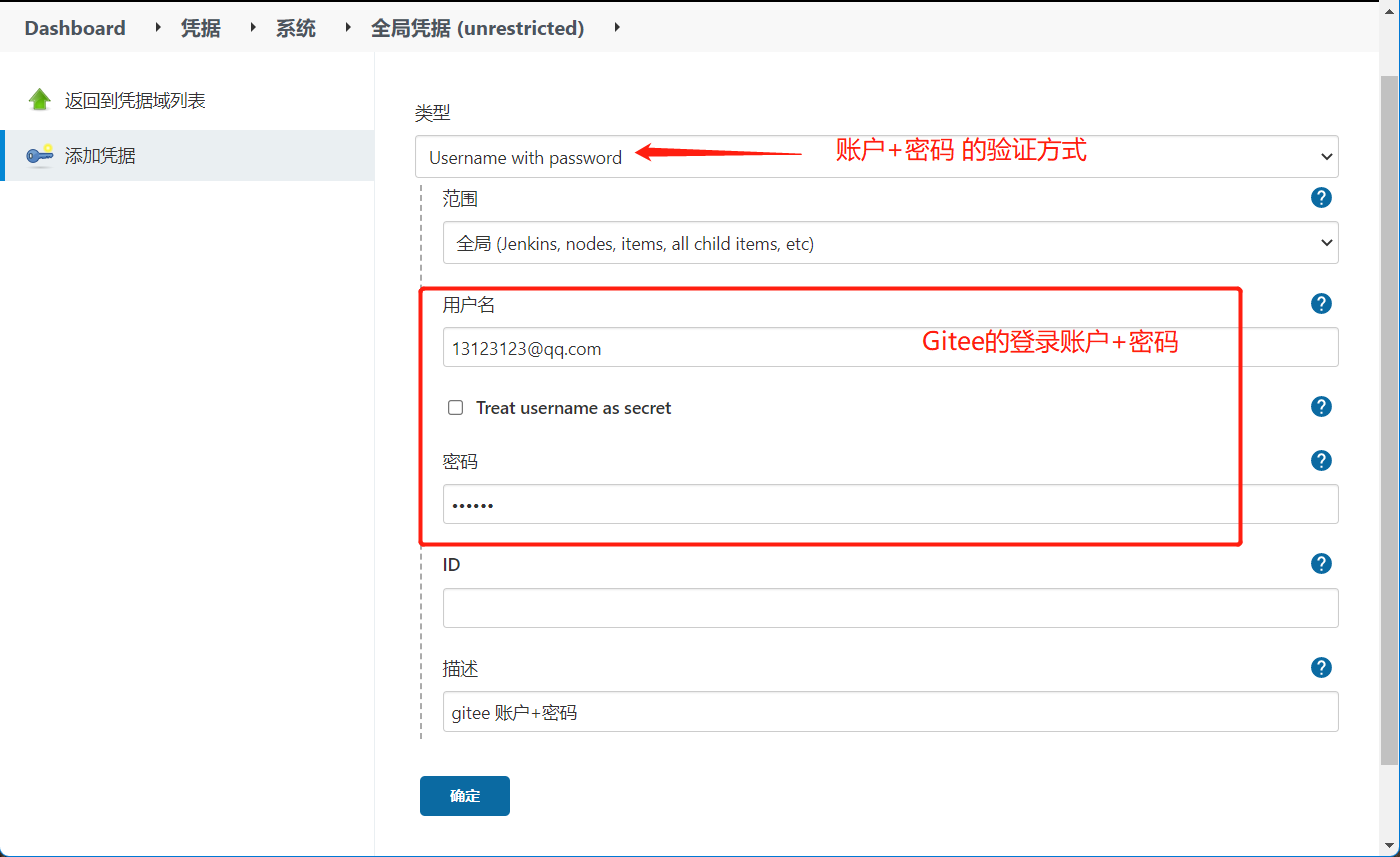 Dashboard 凭据 系统 全局凭据 (unrestricted)
返回到凭据域列表
添加凭据
类型
Username with password
账户+密码 的验证方式
范围
?
全局 (Jenkins, nodes, items, all child items, etc)
用户名
?
13123123@qq.com
Gitee的登录账户+密码
Treat username as secret
?
密码
?
••••••
ID
?
描述
?
gitee 账户+密码
确定